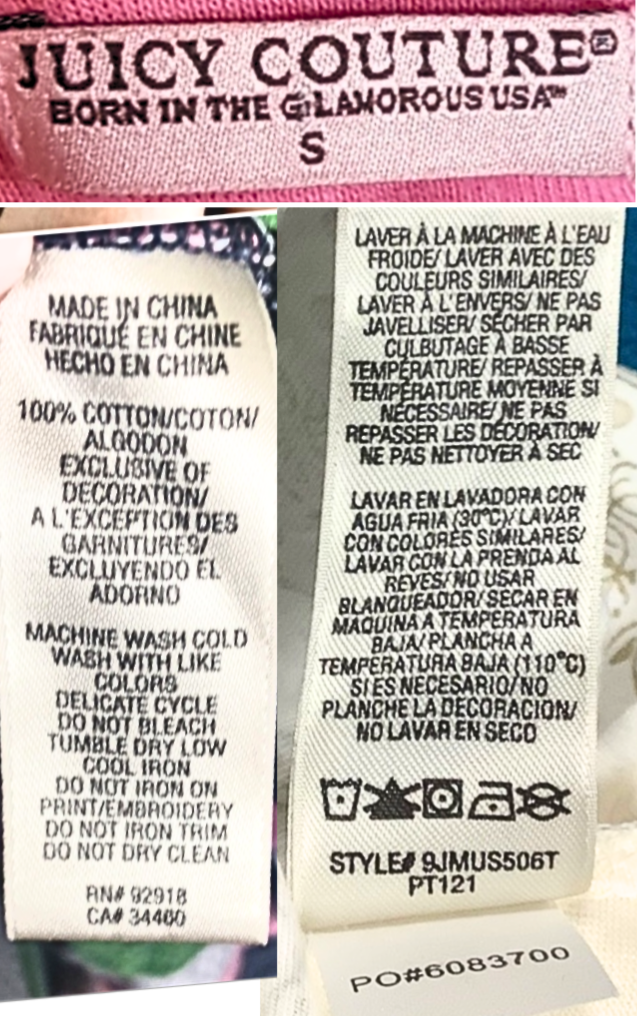 JUICY COUTURE®
BORN IN THE GLAMOROUS USA™
S
MADE IN CHINA
FABRIQUÉ EN CHINE
HECHO EN CHINA
100% COTTON/COTON/
ALGODON
EXCLUSIVE OF
DECORATION/
A L'EXCEPTION DES
GARNITURES/
EXCLUYENDO EL
ADORNO
MACHINE WASH COLD
WASH WITH LIKE
COLORS
DELICATE CYCLE
DO NOT BLEACH
TUMBLE DRY LOW
COOL IRON
DO NOT IRON ON
PRINT/EMBROIDERY
DO NOT IRON TRIM
DO NOT DRY CLEAN
RN# 92918
CA# 34460
LAVER À LA MACHINE À L'EAU
FROIDE/ LAVER AVEC DES
COULEURS SIMILAIRES/
LAVER À L'ENVERS/ NE PAS
JAVELLISER/ SÉCHER PAR
CULBUTAGE À BASSE
TEMPÉRATURE/ REPASSER À
TEMPÉRATURE MOYENNE SI
NÉCESSAIRE/ NE PAS
REPASSER LES DÉCORATION/
NE PAS NETTOYER À SEC
LAVAR EN LAVADORA CON
AGUA FRIA (30°C)/ LAVAR
CON COLORES SIMILARES/
LAVAR CON LA PRENDA AL
REVES/ NO USAR
BLANQUEADOR/ SECAR EN
MAQUINA A TEMPERATURA
BAJA/ PLANCHA A
TEMPERATURA BAJA (110°C)
SI ES NECESARIO/ NO
PLANCHE LA DECORACION/
NO LAVAR EN SECO
STYLE# 9JMUS506T
PT121
PO#6083700